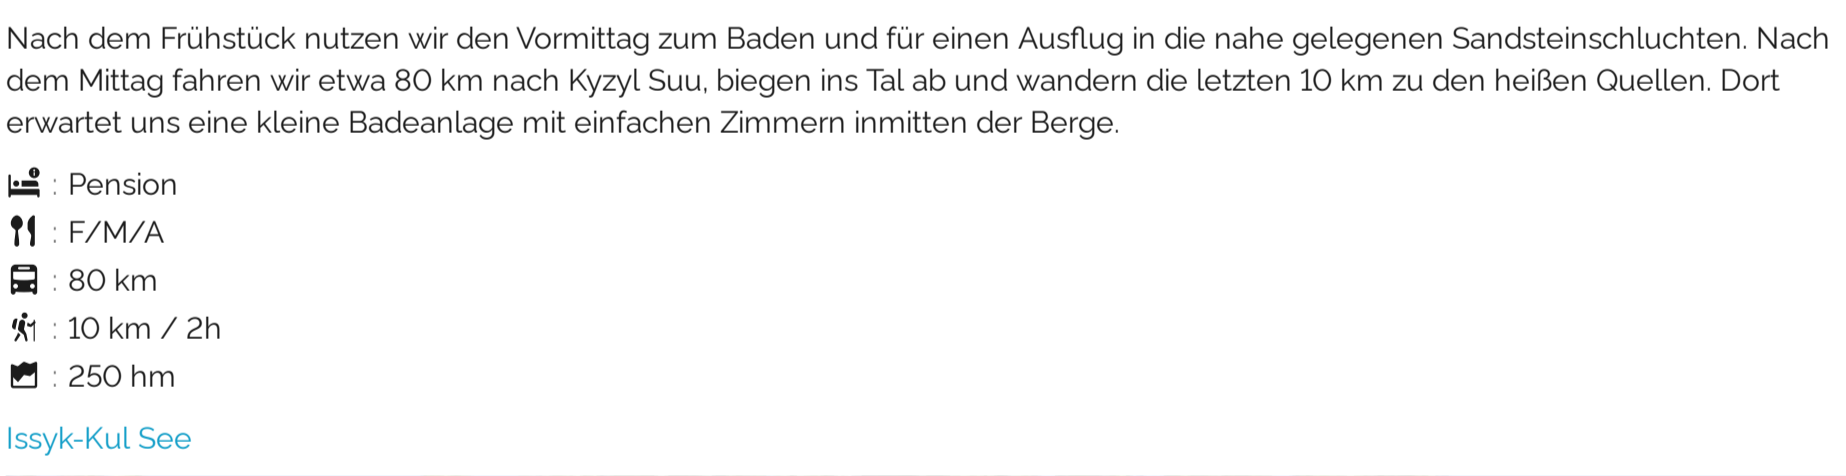 Nach dem Frühstück nutzen wir den Vormittag zum Baden und für einen Ausflug in die nahe gelegenen Sandsteinschluchten. Nach
dem Mittag fahren wir etwa 80 km nach Kyzyl Suu, biegen ins Tal ab und wandern die letzten 10 km zu den heißen Quellen. Dort
erwartet uns eine kleine Badeanlage mit einfachen Zimmern inmitten der Berge.
: Pension
: F/M/A
: 80 km
: 10 km / 2h
: 250 hm
Issyk-Kul See